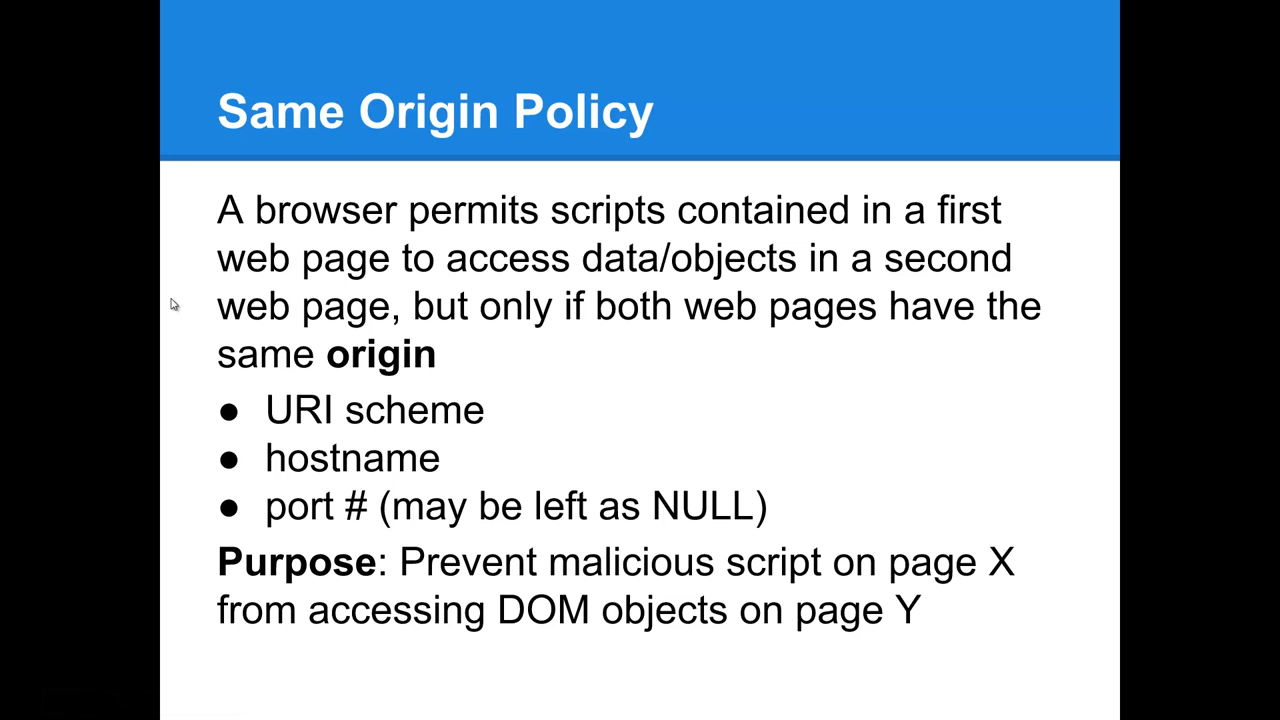 Same Origin Policy
A browser permits scripts contained in a first
web page to access data/objects in a second
web page, but only if both web pages have the
same origin
● URI scheme
● hostname
● port # (may be left as NULL)
Purpose: Prevent malicious script on page X
from accessing DOM objects on page Y